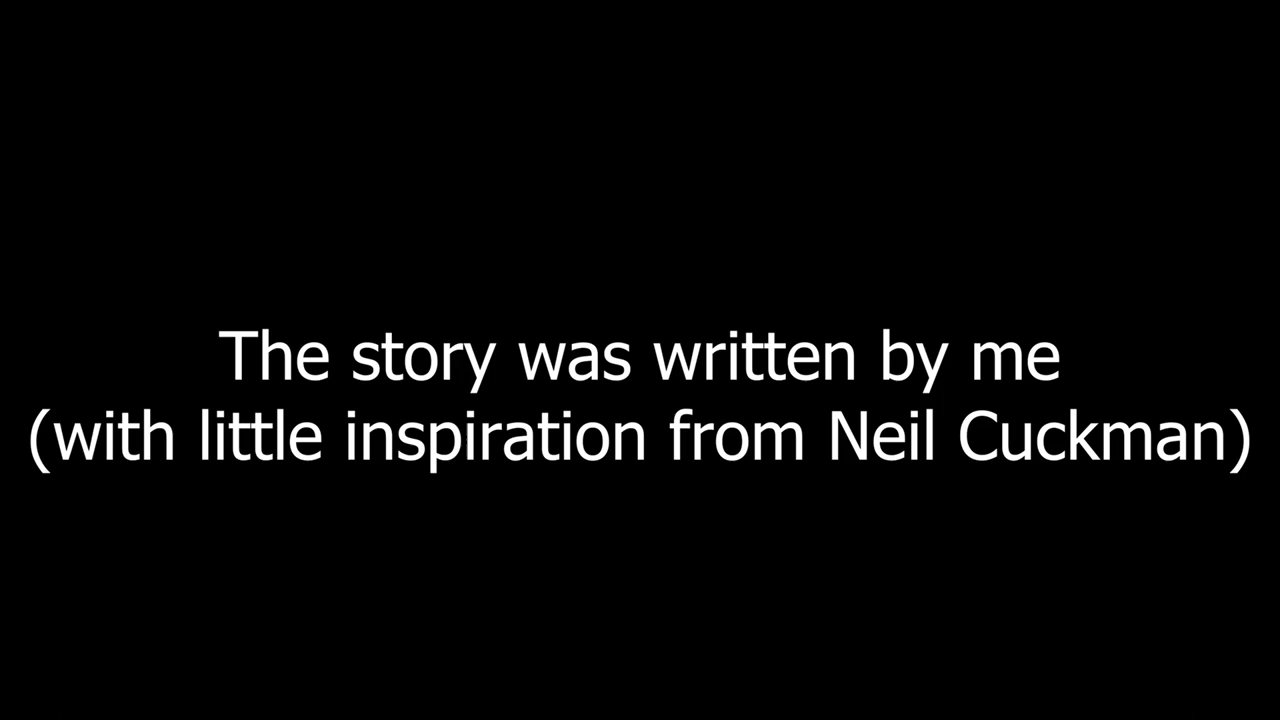 The story was written by me
(with little inspiration from Neil Cuckman)